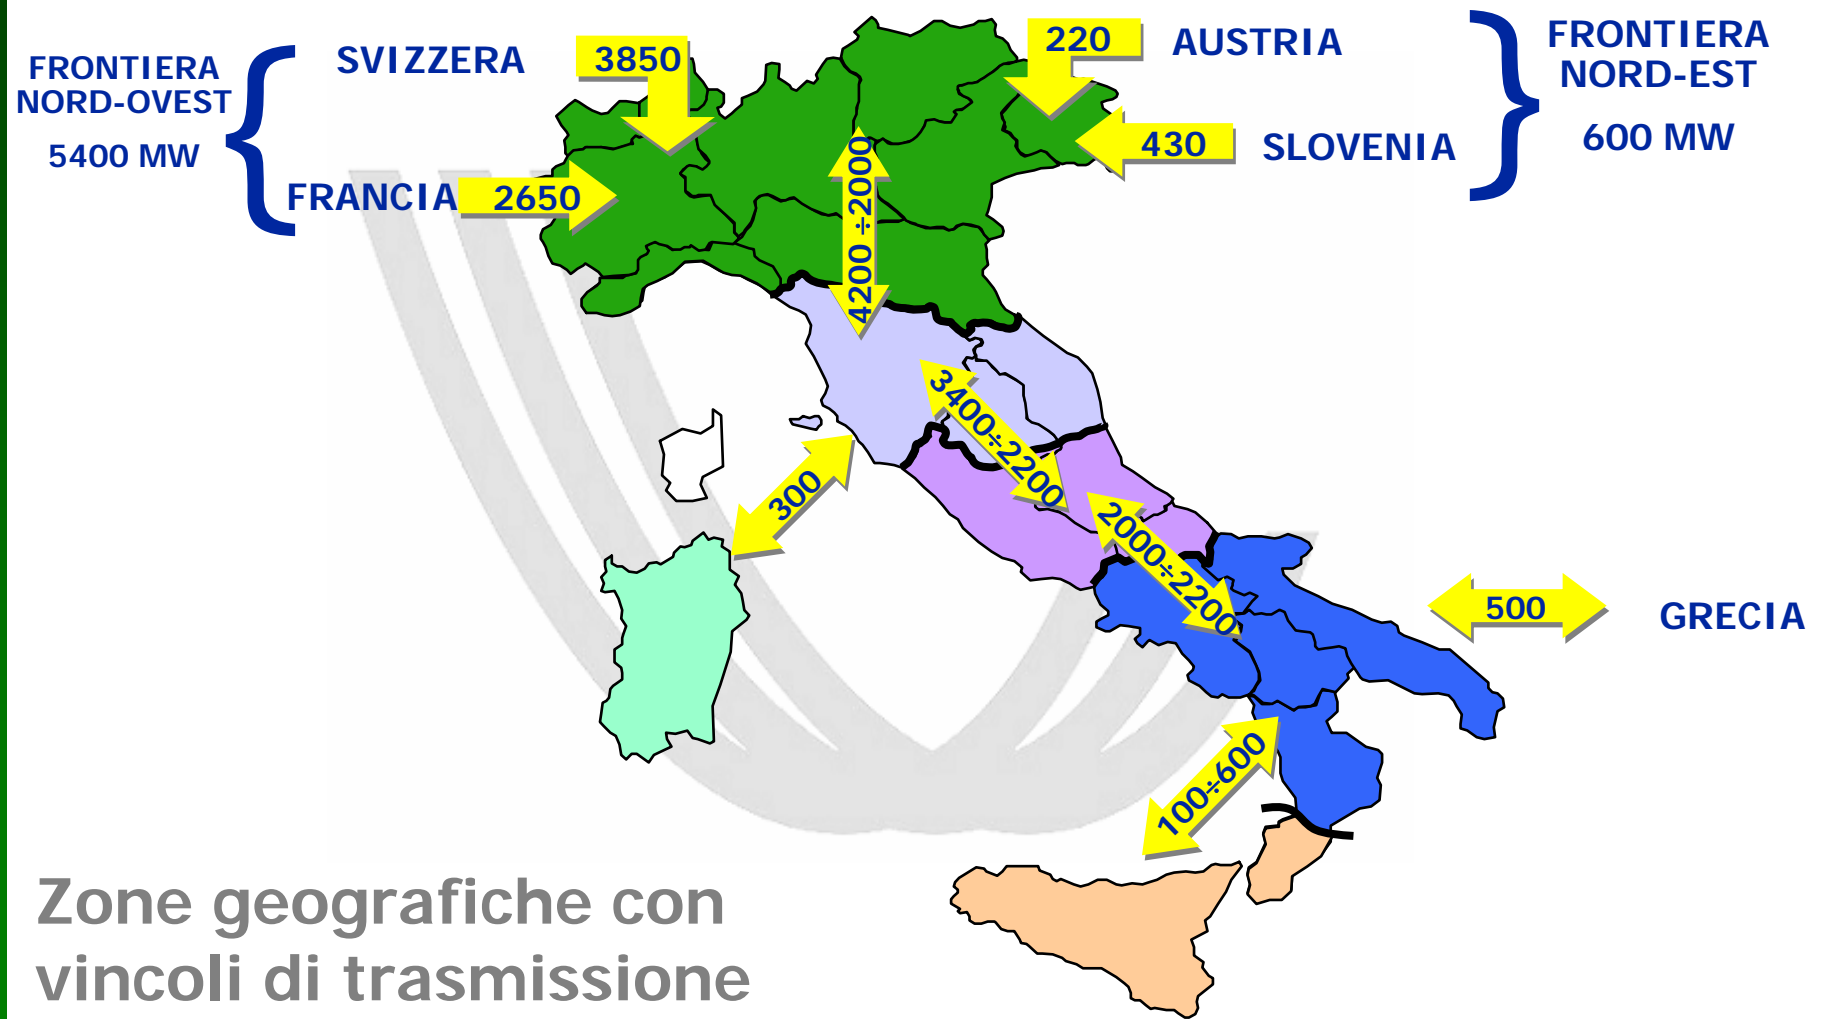 FRONTIERA
NORD-OVEST
5400 MW
SVIZZERA
3850
FRANCIA
2650
220
AUSTRIA
430
SLOVENIA
FRONTIERA
NORD-EST
600 MW
4200 ÷2000
3400÷2200
300
2000÷2200
500
GRECIA
100÷600
Zone geografiche con
vincoli di trasmissione